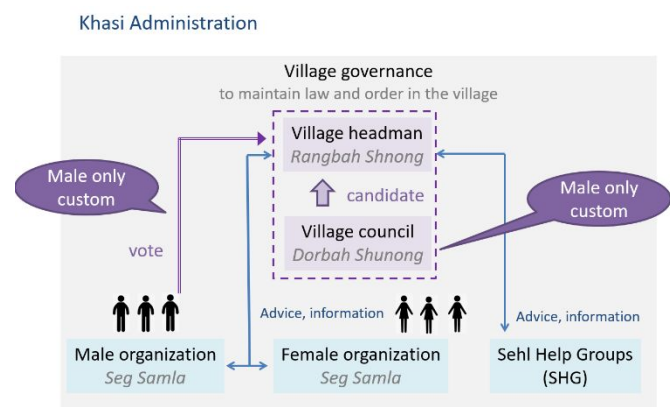 Khasi Administration
Village governance
to maintain law and order in the village
Village headman
Rangbah Shnong
Male only
custom
candidate
Male only
custom
Village council
Dorbah Shunong
vote
Advice, information
Advice, information
Male organization
Seg Samla
Female organization
Seg Samla
Sehl Help Groups
(SHG)